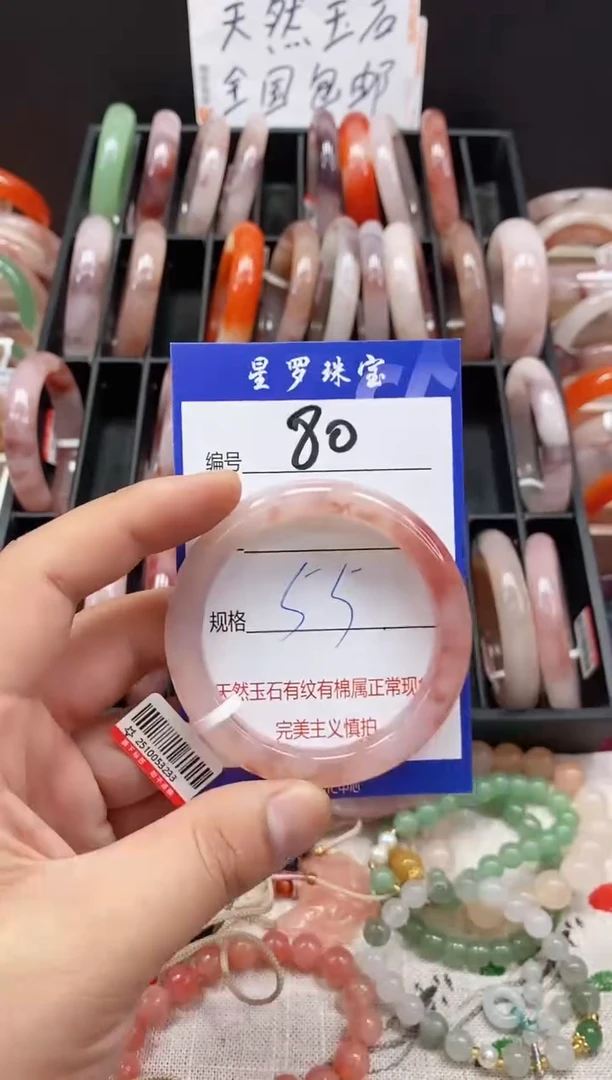 天然玉石
全国包邮
星罗珠宝
编号 80
规格 55
天然玉石有纹有棉属正常现
完美主义慎拍
2510053233